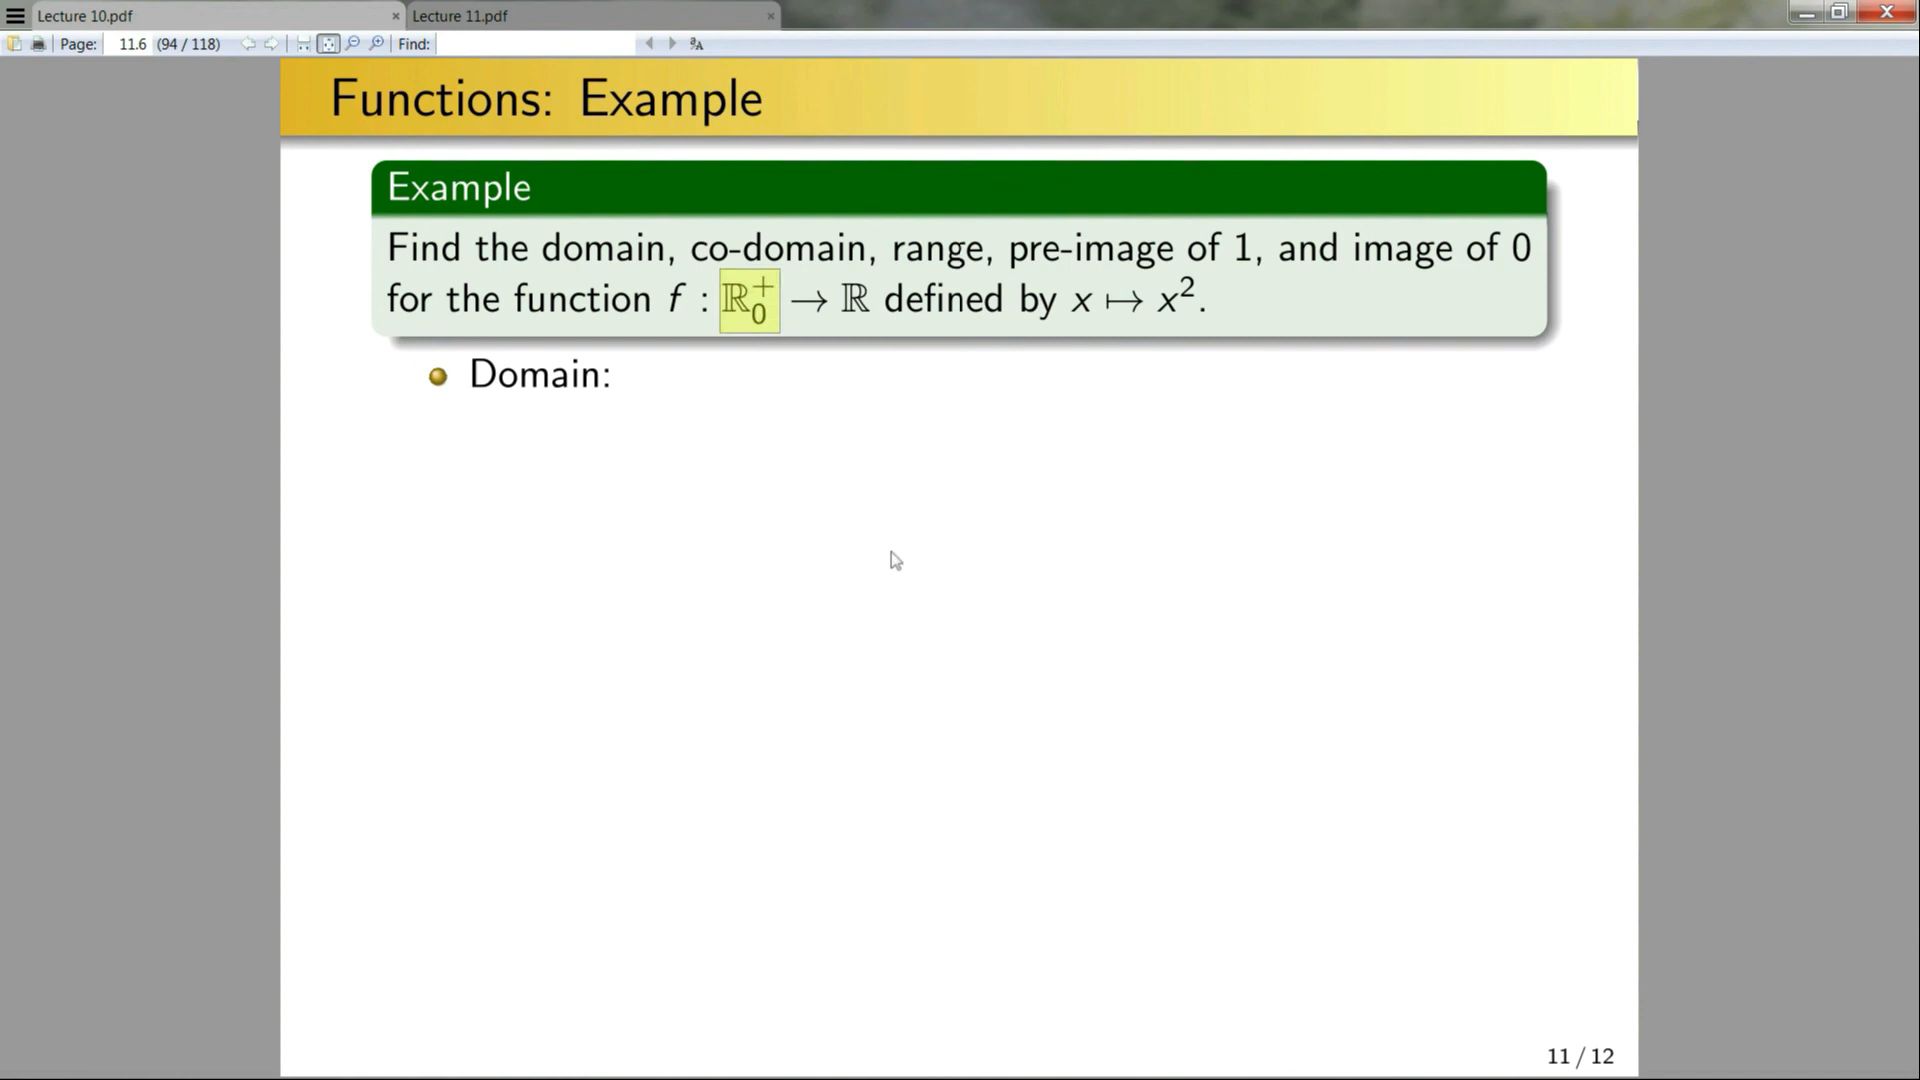 Lecture 10.pdf
Lecture 11.pdf
Page: 11.6 (94 / 118) Find:
Functions: Example
Example
Find the domain, co-domain, range, pre-image of 1, and image of 0
for the function f : ℝ₀⁺ → ℝ defined by x ↦ x².
Domain:
11 / 12